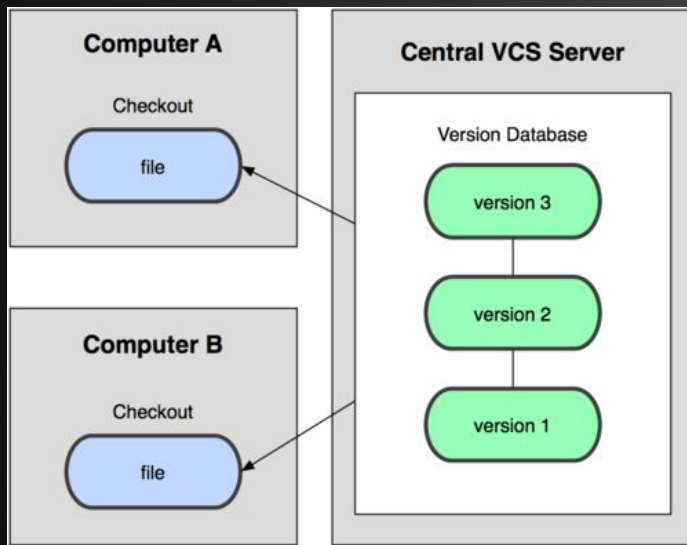 Computer A
Checkout
file
Computer B
Checkout
file
Central VCS Server
Version Database
version 3
version 2
version 1